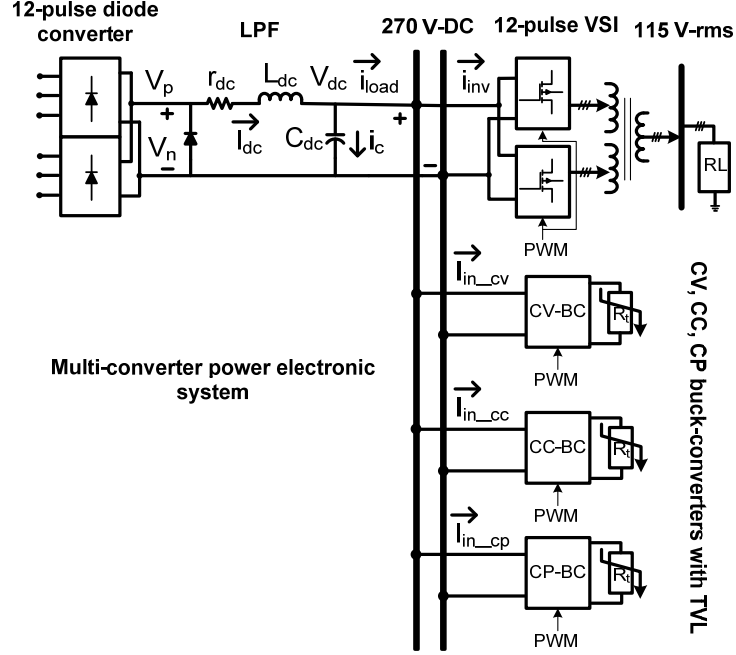 12-pulse diode
converter
LPF
270 V-DC
12-pulse VSI
115 V-rms
Vp
+
Vn
−
rdc
Ldc
Vdc
iload
iinv
Idc
Cdc
ic
+
−
RL
PWM
Iin_cv
CV-BC
Rt
PWM
Multi-converter power electronic
system
Iin_cc
CC-BC
Rt
PWM
Iin_cp
CP-BC
Rt
PWM
CV, CC, CP buck-converters with TVL